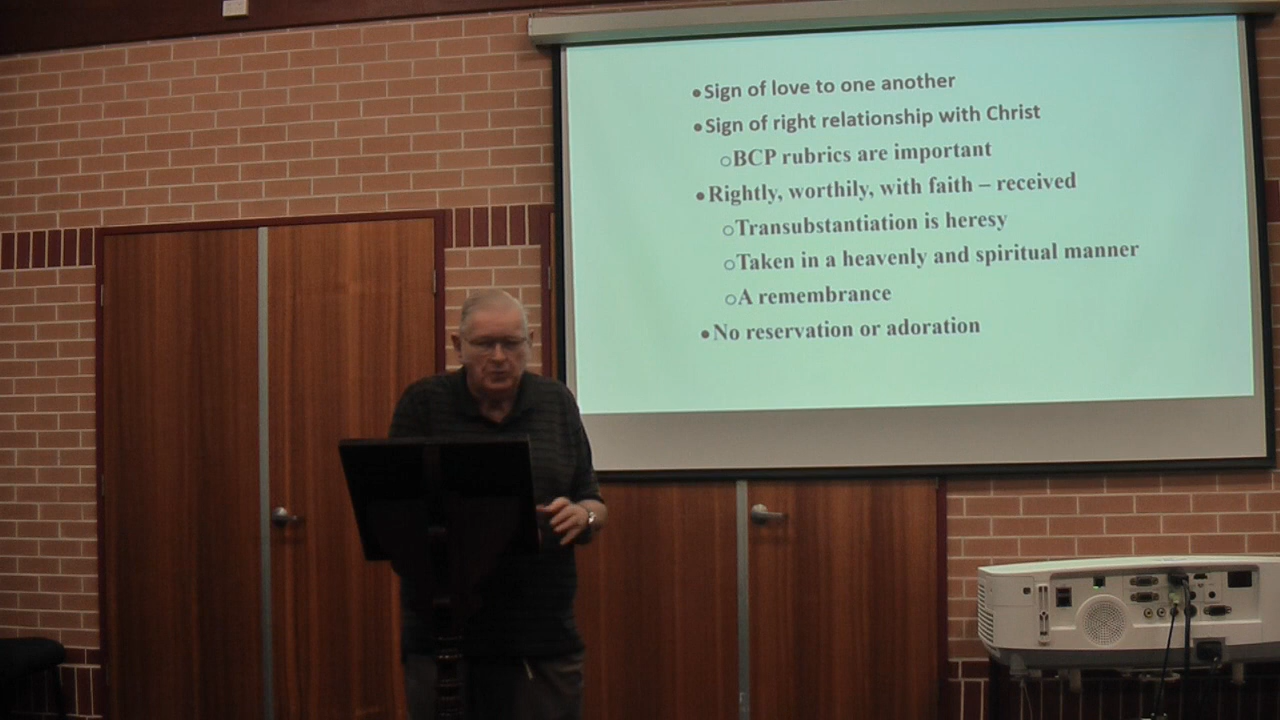 •Sign of love to one another
•Sign of right relationship with Christ
○BCP rubrics are important
•Rightly, worthily, with faith – received
○Transubstantiation is heresy
○Taken in a heavenly and spiritual manner
○A remembrance
•No reservation or adoration